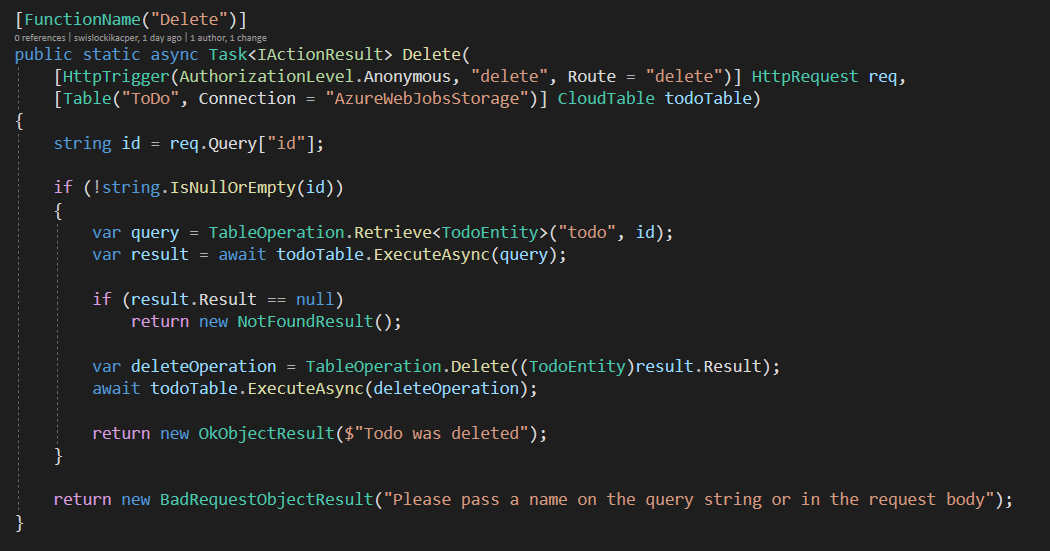 [FunctionName("Delete")]
0 references | swislockikacper, 1 day ago | 1 author, 1 change
public static async Task<IActionResult> Delete(
    [HttpTrigger(AuthorizationLevel.Anonymous, "delete", Route = "delete")] HttpRequest req,
    [Table("ToDo", Connection = "AzureWebJobsStorage")] CloudTable todoTable)
{
    string id = req.Query["id"];

    if (!string.IsNullOrEmpty(id))
    {
        var query = TableOperation.Retrieve<TodoEntity>("todo", id);
        var result = await todoTable.ExecuteAsync(query);

        if (result.Result == null)
            return new NotFoundResult();

        var deleteOperation = TableOperation.Delete((TodoEntity)result.Result);
        await todoTable.ExecuteAsync(deleteOperation);

        return new OkObjectResult($"Todo was deleted");
    }

    return new BadRequestObjectResult("Please pass a name on the query string or in the request body");
}